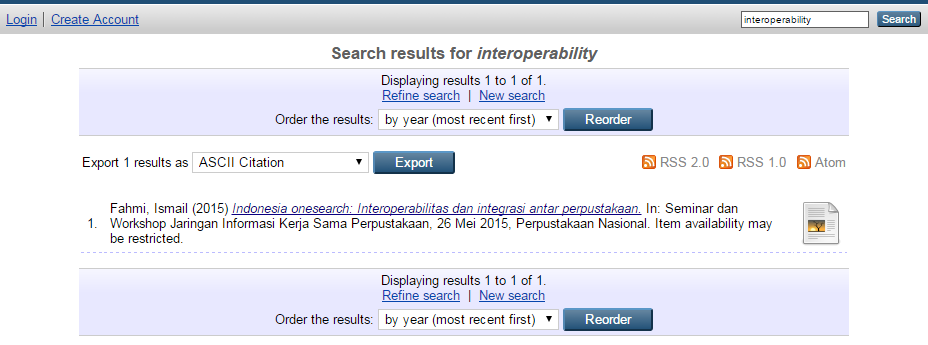 Login | Create Account
interoperability
Search
Search results for interoperability
Displaying results 1 to 1 of 1.
Refine search | New search
Order the results: by year (most recent first) Reorder
Export 1 results as ASCII Citation Export RSS 2.0 RSS 1.0 Atom
Fahmi, Ismail (2015) Indonesia onesearch: Interoperabilitas dan integrasi antar perpustakaan. In: Seminar dan
1. Workshop Jaringan Informasi Kerja Sama Perpustakaan, 26 Mei 2015, Perpustakaan Nasional. Item availability may
be restricted.
Displaying results 1 to 1 of 1.
Refine search | New search
Order the results: by year (most recent first) Reorder